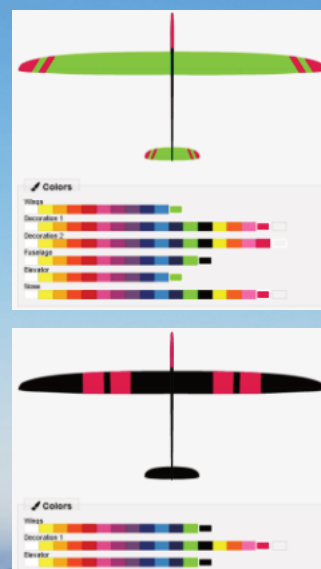 Colors
Wings
Decoration 1
Decoration 2
Fuselage
Elevator
Nose
Colors
Wings
Decoration 1
Elevator